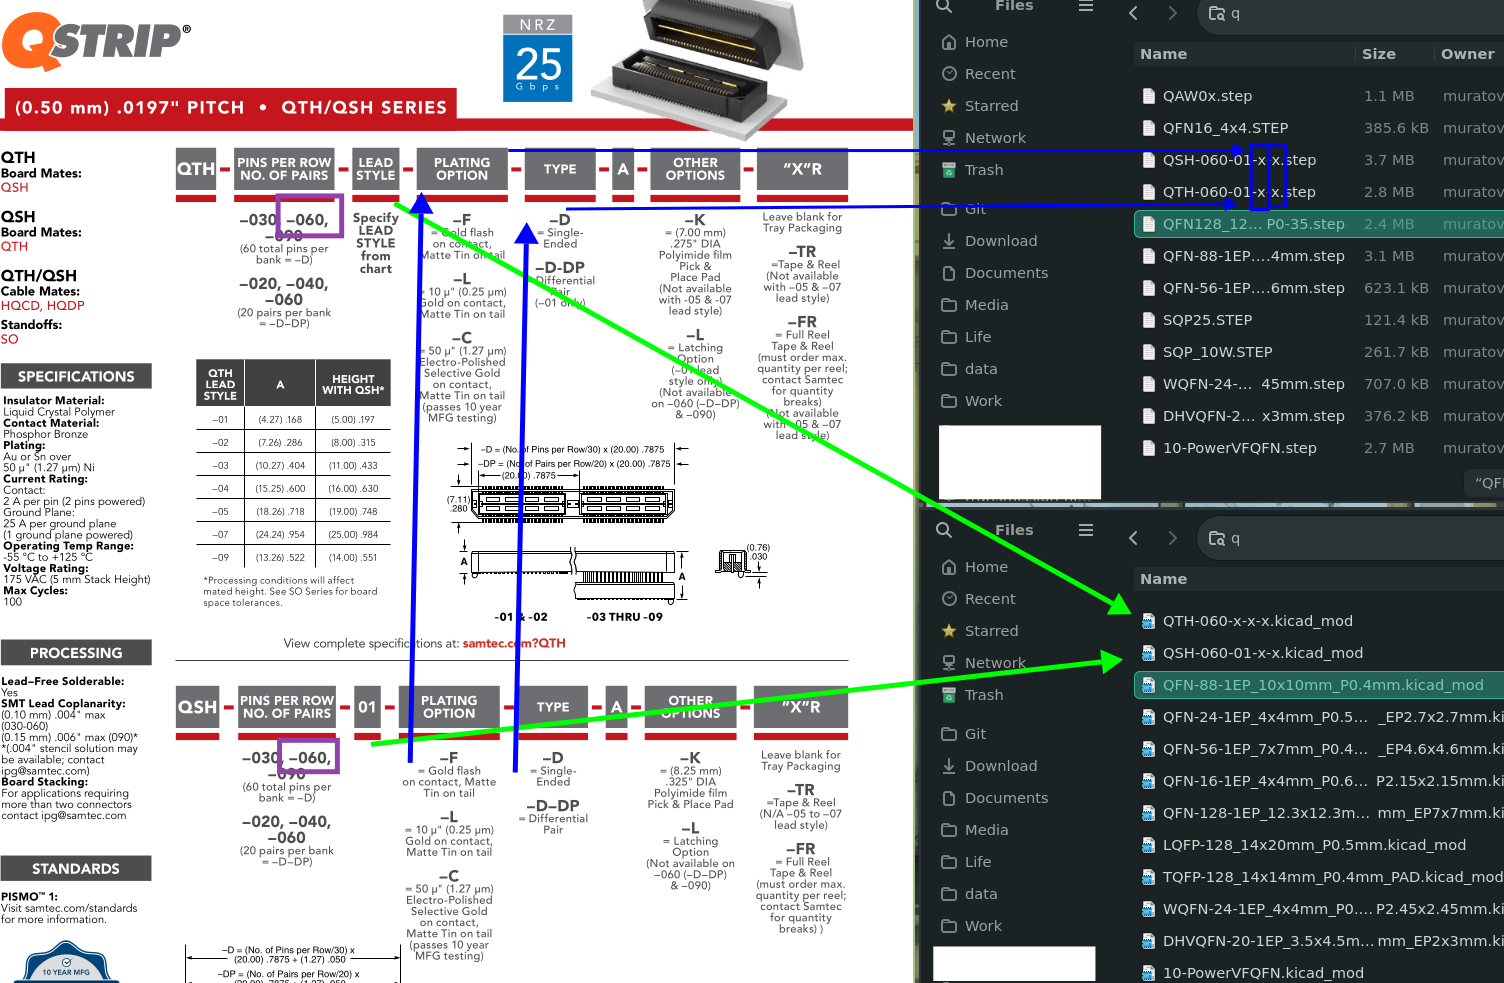 QSTRIP®
NRZ
25
Gbps
(0.50 mm) .0197" PITCH • QTH/QSH SERIES
QTH
Board Mates:
QSH
QSH
Board Mates:
QTH
QTH/QSH
Cable Mates:
HQCD, HQDP
Standoffs:
SO
SPECIFICATIONS
Insulator Material:
Liquid Crystal Polymer
Contact Material:
Phosphor Bronze
Plating:
Au or Sn over
50 µ" (1.27 µm) Ni
Current Rating:
Contact:
2 A per pin (2 pins powered)
Ground Plane:
25 A per ground plane
(1 ground plane powered)
Operating Temp Range:
-55 °C to +125 °C
Voltage Rating:
175 VAC (5 mm Stack Height)
Max Cycles:
100
PROCESSING
Lead–Free Solderable:
Yes
SMT Lead Coplanarity:
(0.10 mm) .004" max
(030-060)
(0.15 mm) .006" max (090)*
*(.004" stencil solution may
be available; contact
ipg@samtec.com)
Board Stacking:
For applications requiring
more than two connectors
contact ipg@samtec.com
STANDARDS
PISMO™ 1:
Visit samtec.com/standards
for more information.
10 YEAR MFG
QTH
PINS PER ROW
NO. OF PAIRS
LEAD
STYLE
PLATING
OPTION
TYPE
A
OTHER
OPTIONS
"X"R
–030, –060,
–090
(60 total pins per
bank = –D)
–020, –040,
–060
(20 pairs per bank
= –D–DP)
Specify
LEAD
STYLE
from
chart
–F
= Gold flash
on contact,
Matte Tin on tail
–L
= 10 µ" (0.25 µm)
Gold on contact,
Matte Tin on tail
–C
= 50 µ" (1.27 µm)
Electro-Polished
Selective Gold
on contact,
Matte Tin on tail
(passes 10 year
MFG testing)
–D
= Single-
Ended
–D-DP
Differential
Pair
(–01 only)
–K
= (7.00 mm)
.275" DIA
Polyimide film
Pick &
Place Pad
(Not available
with -05 & -07
lead style)
–L
= Latching
Option
(–01 lead
style only)
(Not available
on –060 (–D–DP)
& –090)
Leave blank for
Tray Packaging
–TR
=Tape & Reel
(Not available
with –05 & –07
lead style)
–FR
= Full Reel
Tape & Reel
(must order max.
quantity per reel;
contact Samtec
for quantity
breaks)
(Not available
with –05 & –07
lead style)
QTH
LEAD
STYLE
A
HEIGHT
WITH QSH*
–01 (4.27) .168 (5.00) .197
–02 (7.26) .286 (8.00) .315
–03 (10.27) .404 (11.00) .433
–04 (15.25) .600 (16.00) .630
–05 (18.26) .718 (19.00) .748
–07 (24.24) .954 (25.00) .984
–09 (13.26) .522 (14.00) .551
*Processing conditions will affect
mated height. See SO Series for board
space tolerances.
–D = (No. of Pins per Row/30) x (20.00) .7875
–DP = (No. of Pairs per Row/20) x (20.00) .7875
(20.00) .7875
(7.11)
.280
A
A
(0.76)
.030
–01 & –02
–03 THRU –09
View complete specifications at: samtec.com?QTH
QSH
PINS PER ROW
NO. OF PAIRS
01
PLATING
OPTION
TYPE
A
OTHER
OPTIONS
"X"R
–030, –060,
–090
(60 total pins per
bank = –D)
–020, –040,
–060
(20 pairs per bank
= –D–DP)
–F
= Gold flash
on contact, Matte
Tin on tail
–L
= 10 µ" (0.25 µm)
Gold on contact,
Matte Tin on tail
–C
= 50 µ" (1.27 µm)
Electro-Polished
Selective Gold
on contact,
Matte Tin on tail
(passes 10 year
MFG testing)
–D
= Single-
Ended
–D–DP
= Differential
Pair
–K
= (8.25 mm)
.325" DIA
Polyimide film
Pick & Place Pad
–L
= Latching
Option
(Not available on
–060 (–D–DP)
& –090)
Leave blank for
Tray Packaging
–TR
=Tape & Reel
(N/A –05 to –07
lead style)
–FR
= Full Reel
Tape & Reel
(must order max.
quantity per reel;
contact Samtec
for quantity
breaks) )
–D = (No. of Pins per Row/30) x
(20.00) .7875 + (1.27) .050
–DP = (No. of Pairs per Row/20) x
Files
q
Home
Recent
Starred
Network
Trash
Git
Download
Documents
Media
Life
data
Work
Name Size Owner
QAW0x.step 1.1 MB muratov
QFN16_4x4.STEP 385.6 kB muratov
QSH-060-01-x-x.step 3.7 MB muratov
QTH-060-01-x-x.step 2.8 MB muratov
QFN128_12… P0-35.step 2.4 MB muratov
QFN-88-1EP….4mm.step 3.1 MB muratov
QFN-56-1EP….6mm.step 623.1 kB muratov
SQP25.STEP 121.4 kB muratov
SQP_10W.STEP 261.7 kB muratov
WQFN-24-… 45mm.step 707.0 kB muratov
DHVQFN-2… x3mm.step 376.2 kB muratov
10-PowerVFQFN.step 2.7 MB muratov
"QF
Files
q
Home
Recent
Starred
Network
Trash
Git
Download
Documents
Media
Life
data
Work
Name
QTH-060-x-x-x.kicad_mod
QSH-060-01-x-x.kicad_mod
QFN-88-1EP_10x10mm_P0.4mm.kicad_mod
QFN-24-1EP_4x4mm_P0.5… _EP2.7x2.7mm.ki
QFN-56-1EP_7x7mm_P0.4… _EP4.6x4.6mm.ki
QFN-16-1EP_4x4mm_P0.6… P2.15x2.15mm.ki
QFN-128-1EP_12.3x12.3m… mm_EP7x7mm.ki
LQFP-128_14x20mm_P0.5mm.kicad_mod
TQFP-128_14x14mm_P0.4mm_PAD.kicad_mod
WQFN-24-1EP_4x4mm_P0.… P2.45x2.45mm.ki
DHVQFN-20-1EP_3.5x4.5m… mm_EP2x3mm.ki
10-PowerVFQFN.kicad_mod